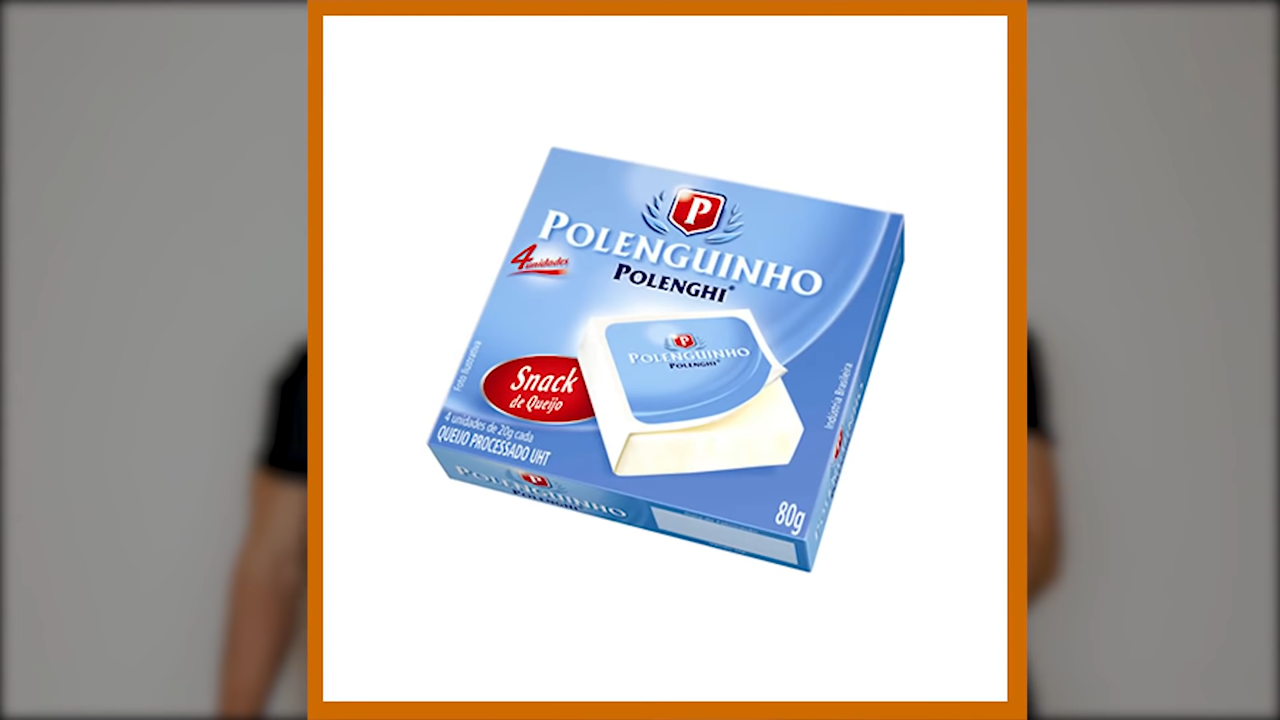 P
POLENGUINHO
POLENGHI®
4 unidades
POLENGUINHO
POLENGHI
Snack
de Queijo
Foto Ilustrativa
Indústria Brasileira
4 unidades de 20g cada
QUEIJO PROCESSADO UHT
80g
POLENGUINHO